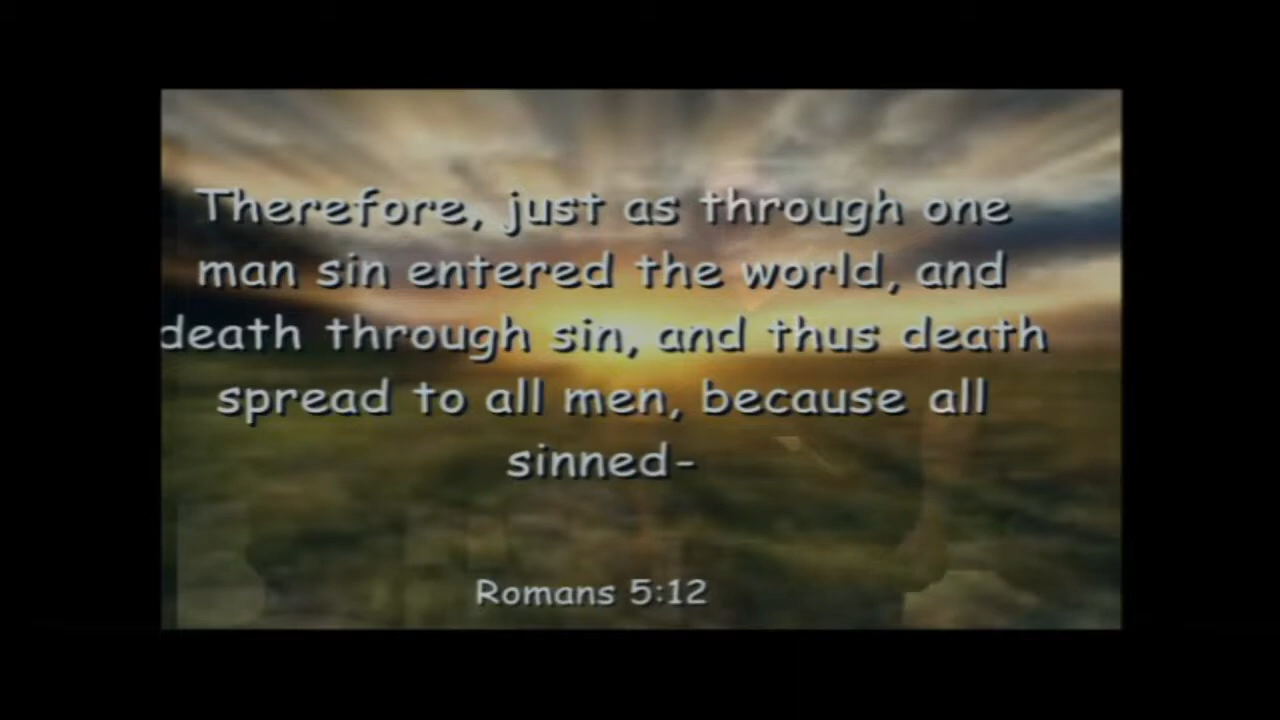 Therefore, just as through one
man sin entered the world, and
death through sin, and thus death
spread to all men, because all
sinned-
Romans 5:12